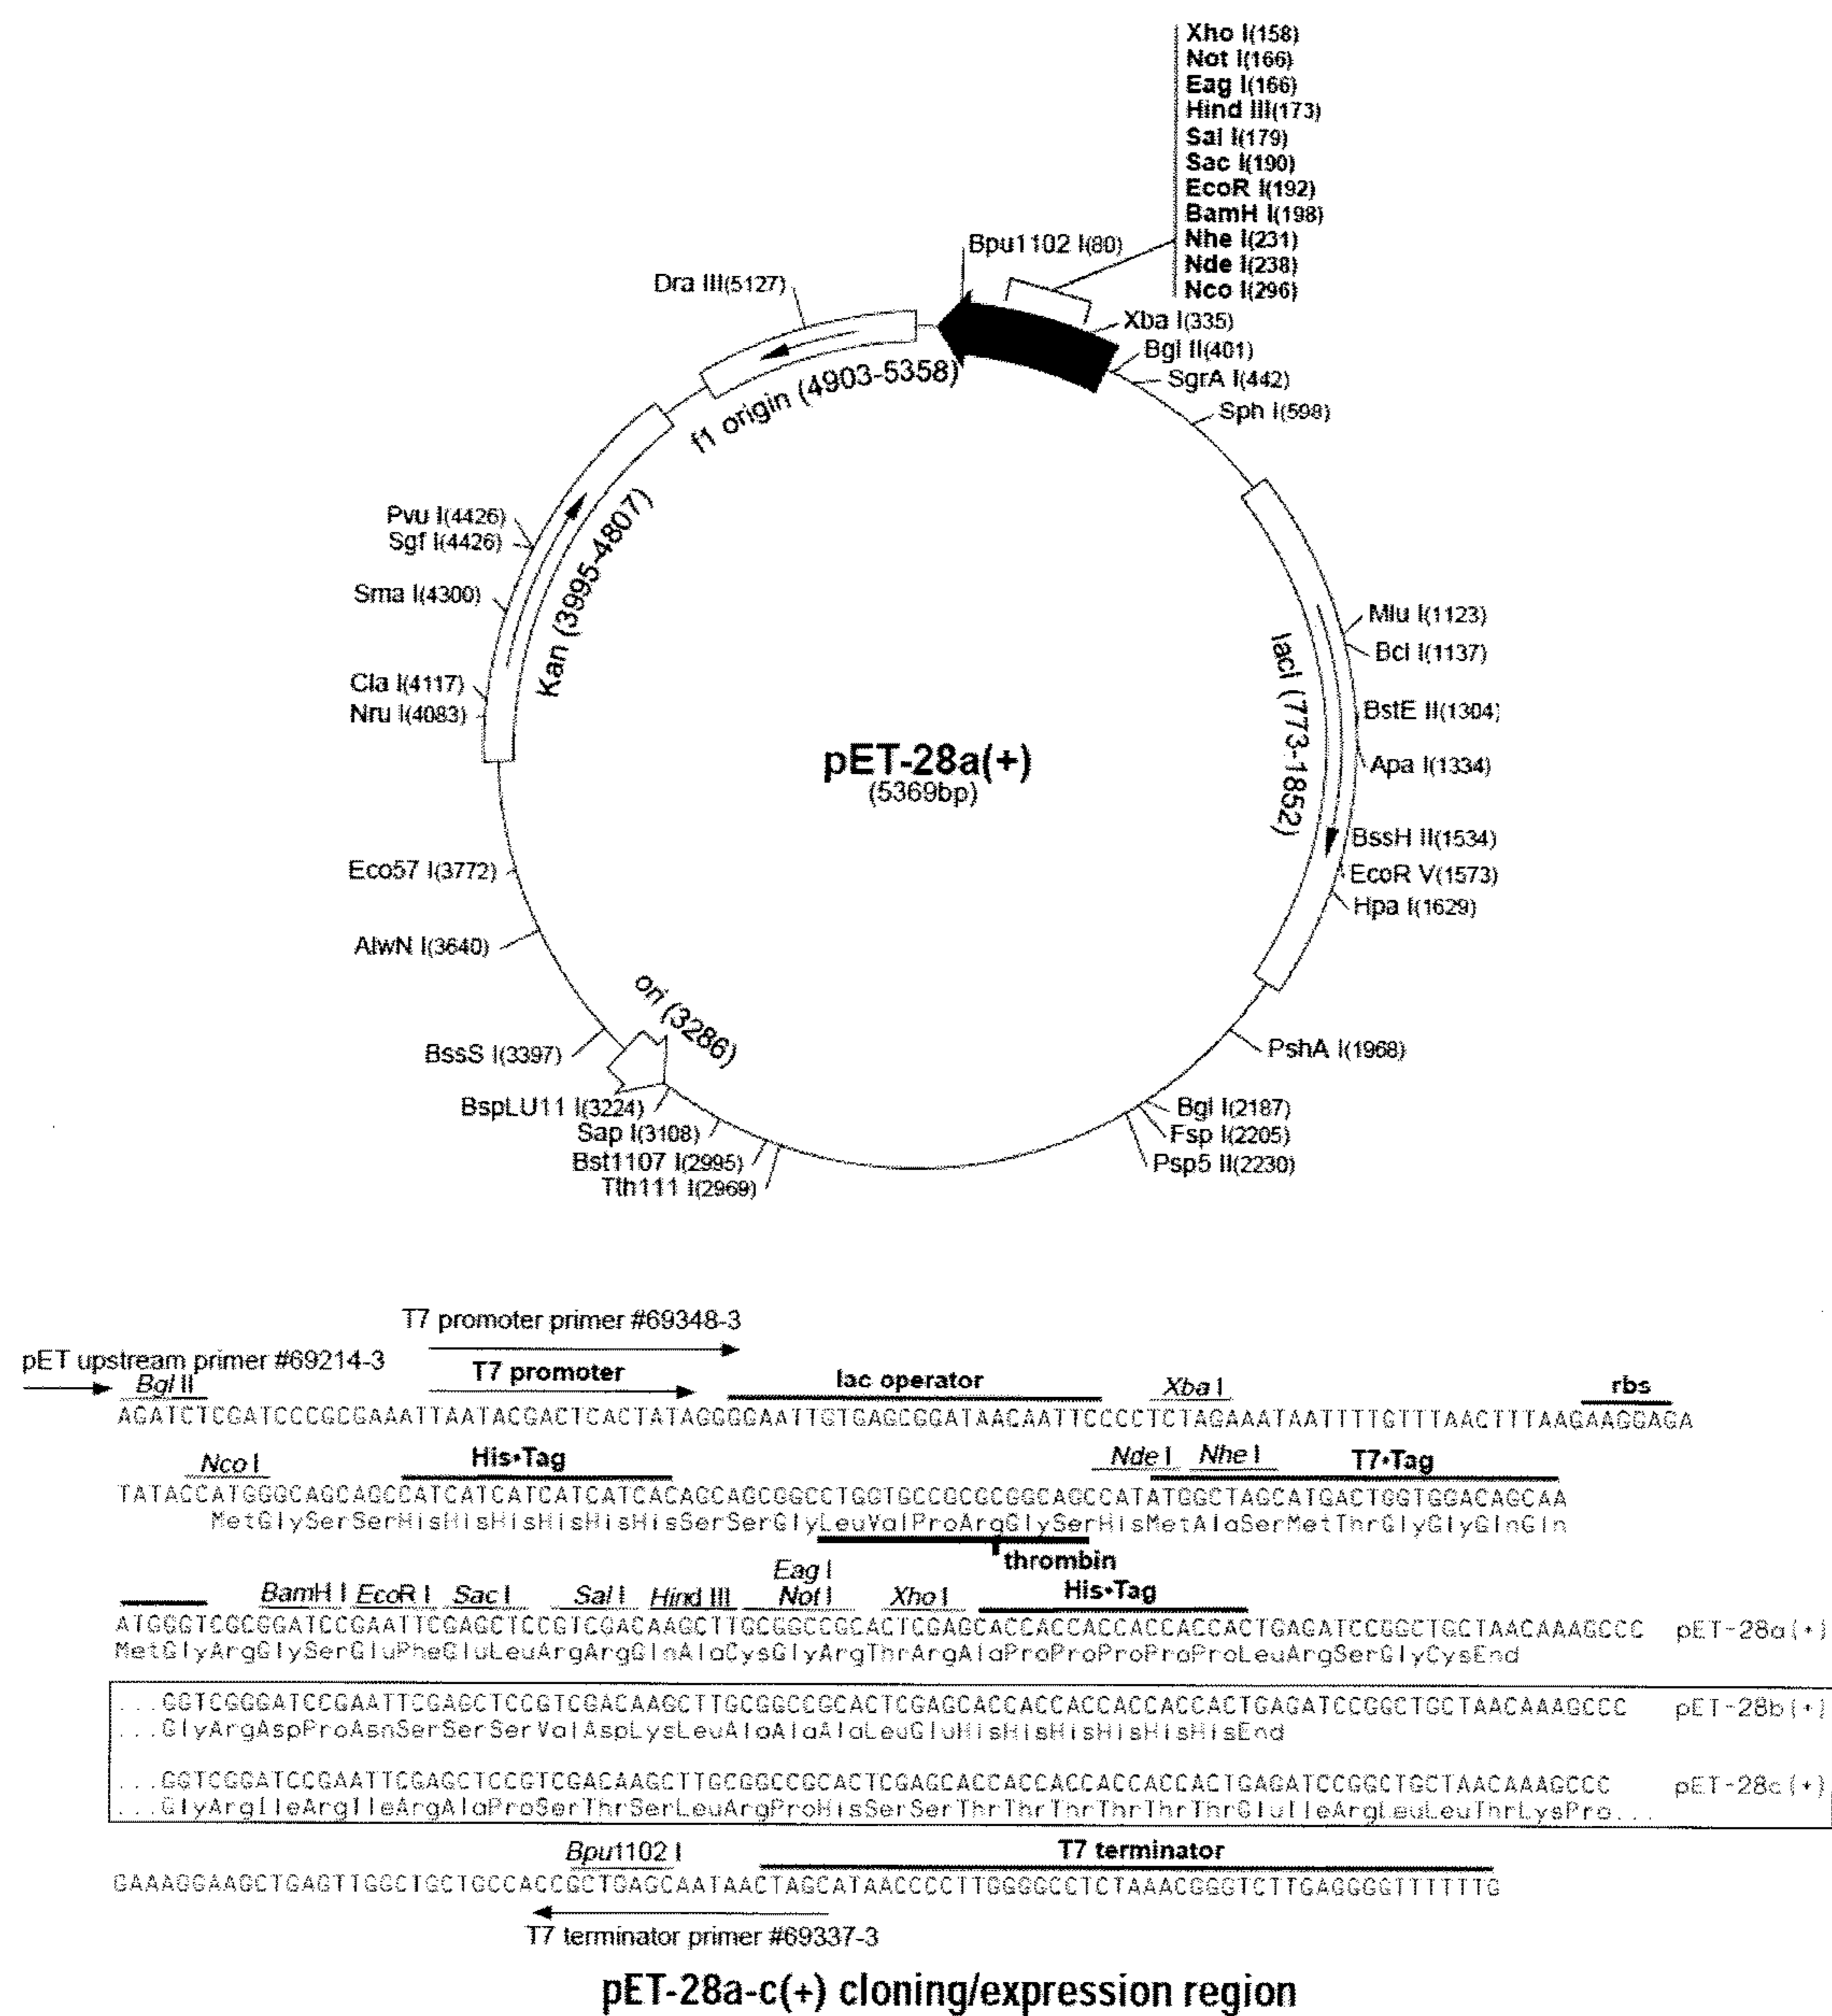 Xho I(158)
Not I(166)
Eag I(166)
Hind III(173)
Sal I(179)
Sac I(190)
EcoR I(192)
BamH I(198)
Nhe I(231)
Nde I(238)
Nco I(296)
Bpu1102 I(80)
Dra III(5127)
Xba I(335)
Bgl II(401)
SgrA I(442)
Sph I(598)
f1 origin (4903-5358)
Pvu I(4426)
Sgf I(4426)
Sma I(4300)
Kan (3995-4807)
Cla I(4117)
Nru I(4083)
Mlu I(1123)
Bcl I(1137)
lacI (773-1852)
BstE II(1304)
Apa I(1334)
pET-28a(+)
(5369bp)
BssH II(1534)
EcoR V(1573)
Hpa I(1629)
Eco57 I(3772)
AlwN I(3640)
ori (3286)
BssS I(3397)
PshA I(1968)
BspLU11 I(3224)
Sap I(3108)
Bst1107 I(2995)
Tth111 I(2969)
Bgl I(2187)
Fsp I(2205)
Psp5 II(2230)
T7 promoter primer #69348-3
pET upstream primer #69214-3
Bgl II T7 promoter lac operator Xba I rbs
AGATCTCGATCCCGCGAAATTAATACGACTCACTATAGGGGAATTGTGAGCGGATAACAATTCCCCTCTAGAAATAATTTTGTTTAACTTTAAGAAGGAGA
Nco I His•Tag Nde I Nhe I T7•Tag
TATACCATGGGCAGCAGCCATCATCATCATCATCACAGCAGCGGCCTGGTGCCGCGCGGCAGCCATATGGCTAGCATGACTGGTGGACAGCAA
MetGlySerSerHisHisHisHisHisHisSerSerGlyLeuValProArgGlySerHisMetAlaSerMetThrGlyGlyGlnGln
thrombin
Eag I
BamH I EcoR I Sac I Sal I Hind III Not I Xho I His•Tag
ATGGGTCGCGGATCCGAATTCGAGCTCCGTCGACAAGCTTGCGGCCGCACTCGAGCACCACCACCACCACCACTGAGATCCGGCTGCTAACAAAGCCC pET-28a(+)
MetGlyArgGlySerGluPheGluLeuArgArgGlnAlaCysGlyArgThrArgAlaProProProProProLeuArgSerGlyCysEnd
...GGTCGGGATCCGAATTCGAGCTCCGTCGACAAGCTTGCGGCCGCACTCGAGCACCACCACCACCACCACTGAGATCCGGCTGCTAACAAAGCCC pET-28b(+)
...GlyArgAspProAsnSerSerSerValAspLysLeuAlaAlaAlaLeuGluHisHisHisHisHisHisEnd
...GGTCGGATCCGAATTCGAGCTCCGTCGACAAGCTTGCGGCCGCACTCGAGCACCACCACCACCACCACTGAGATCCGGCTGCTAACAAAGCCC pET-28c(+)
...GlyArgIleArgIleArgAlaProSerThrSerLeuArgProHisSerSerThrThrThrThrThrThrGluIleArgLeuLeuThrLysPro...
Bpu1102 I T7 terminator
GAAAGGAAGCTGAGTTGGCTGCTGCCACCGCTGAGCAATAACTAGCATAACCCCTTGGGGCCTCTAAACGGGTCTTGAGGGGTTTTTTG
T7 terminator primer #69337-3
pET-28a-c(+) cloning/expression region